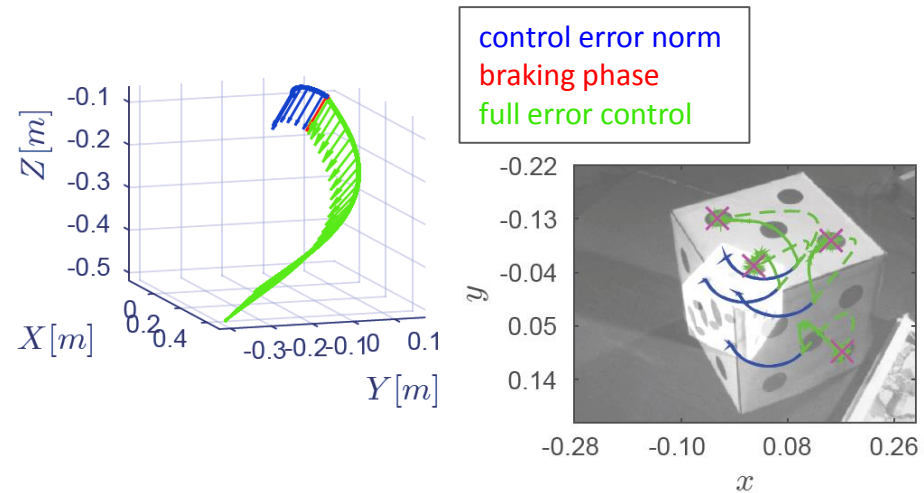 control error norm
braking phase
full error control
-0.1
-0.2
-0.3
-0.4
-0.5
Z[m]
0
0.2
0.4
X[m]
-0.3 -0.2 -0.1 0 0.1
Y[m]
-0.22
-0.13
-0.04
0.05
0.14
y
-0.28 -0.10 0.08 0.26
x